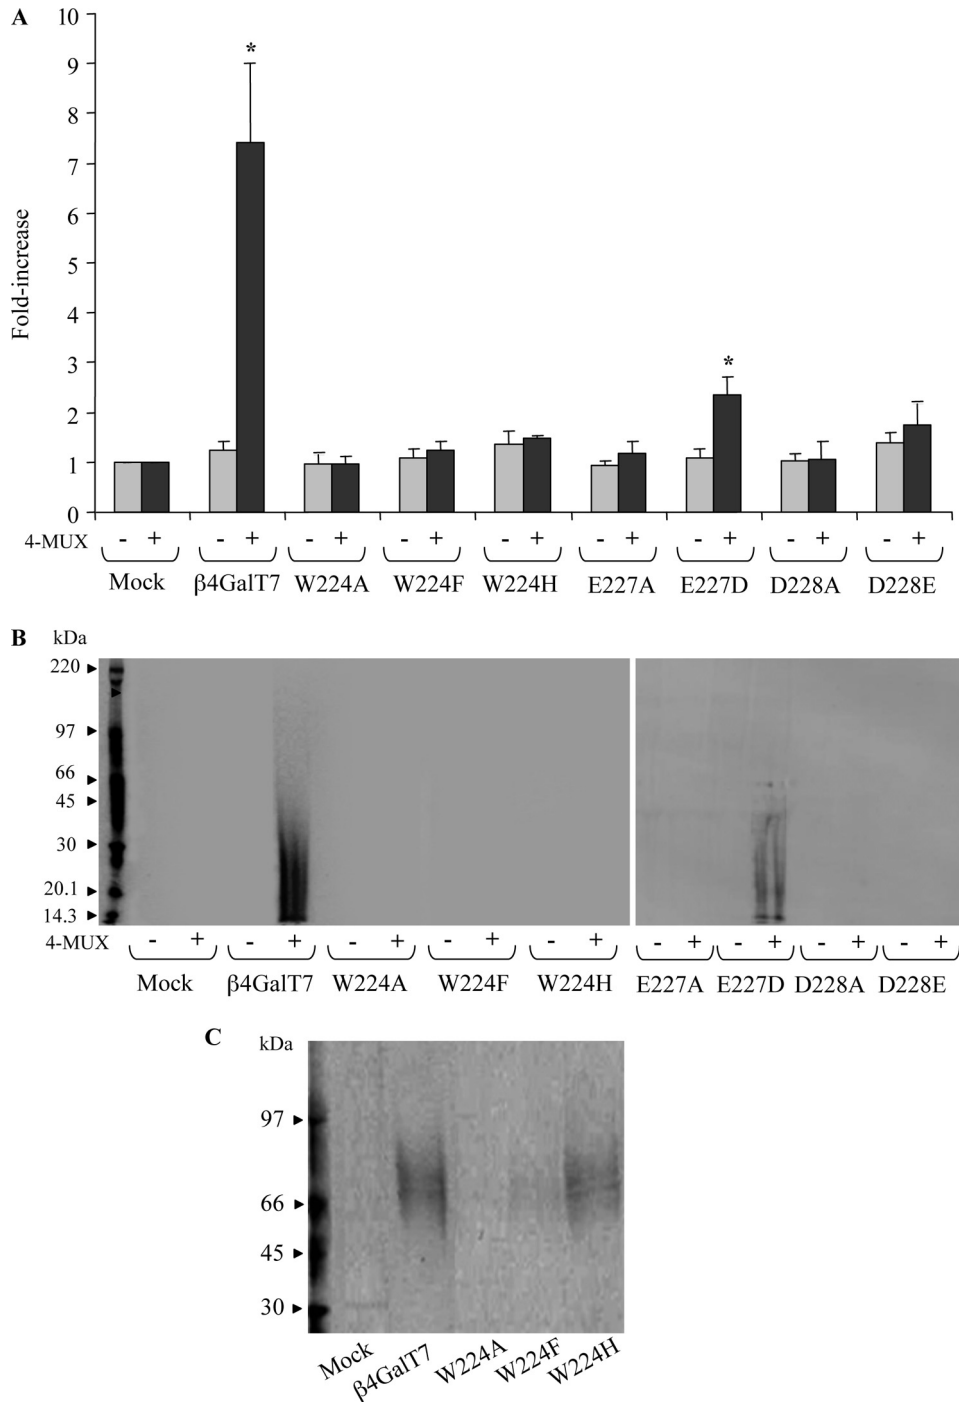 A
10
9
8
7
6
5
4
3
2
1
0
Fold-increase
*
*
4-MUX - + - + - + - + - + - + - + - + - +
Mock β4GalT7 W224A W224F W224H E227A E227D D228A D228E
B kDa
220
97
66
45
30
20.1
14.3
4-MUX - + - + - + - + - + - + - + - + - +
Mock β4GalT7 W224A W224F W224H E227A E227D D228A D228E
C kDa
97
66
45
30
Mock β4GalT7 W224A W224F W224H